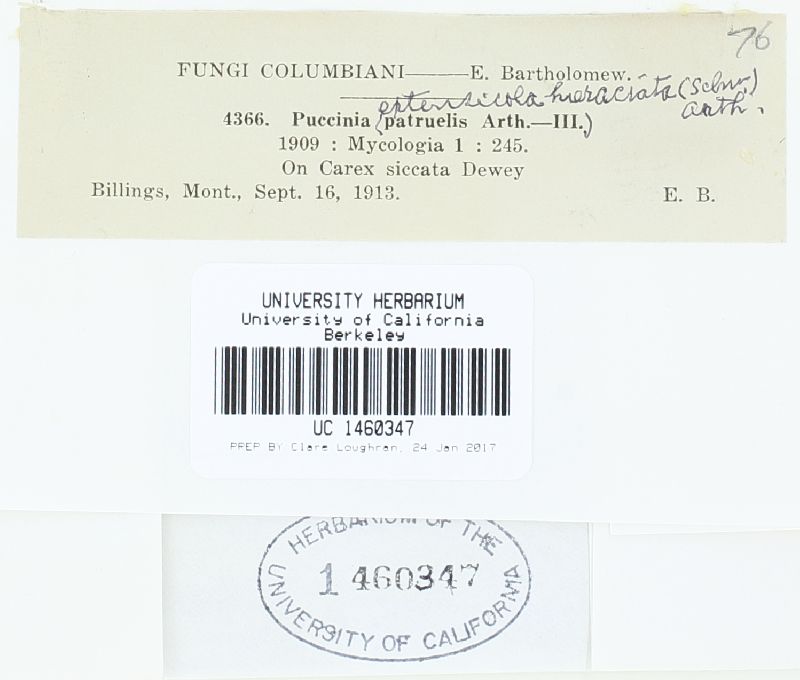 76
FUNGI COLUMBIANI———E. Bartholomew.
extensicola hieraciata (Schw.)
Arth.
4366. Puccinia (patruelis Arth.—III.)
1909 : Mycologia 1 : 245.
On Carex siccata Dewey
Billings, Mont., Sept. 16, 1913. E. B.
UNIVERSITY HERBARIUM
University of California
Berkeley
UC 1460347
PREP BY Clare Loughran, 24 Jan 2017
HERBARIUM OF THE
1460347
UNIVERSITY OF CALIFORNIA